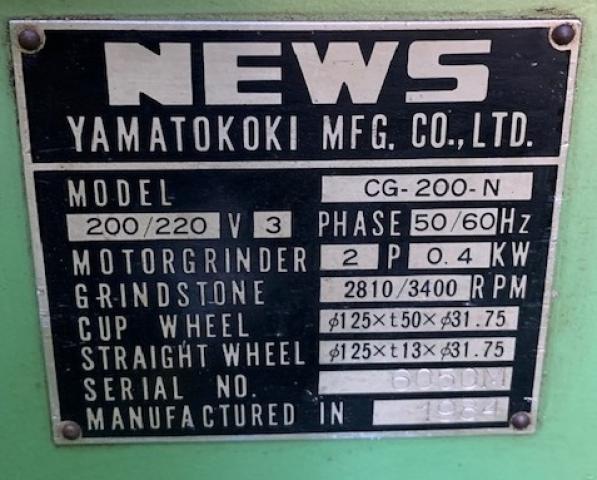 NEWS
YAMATOKOKI MFG. CO., LTD.
MODEL CG-200-N
200/220 V 3 PHASE 50/60 Hz
MOTORGRINDER 2 P 0.4 KW
GRINDSTONE 2810/3400 RPM
CUP WHEEL φ125×t50×φ31.75
STRAIGHT WHEEL φ125×t13×φ31.75
SERIAL NO. 6050M
MANUFACTURED IN 1984